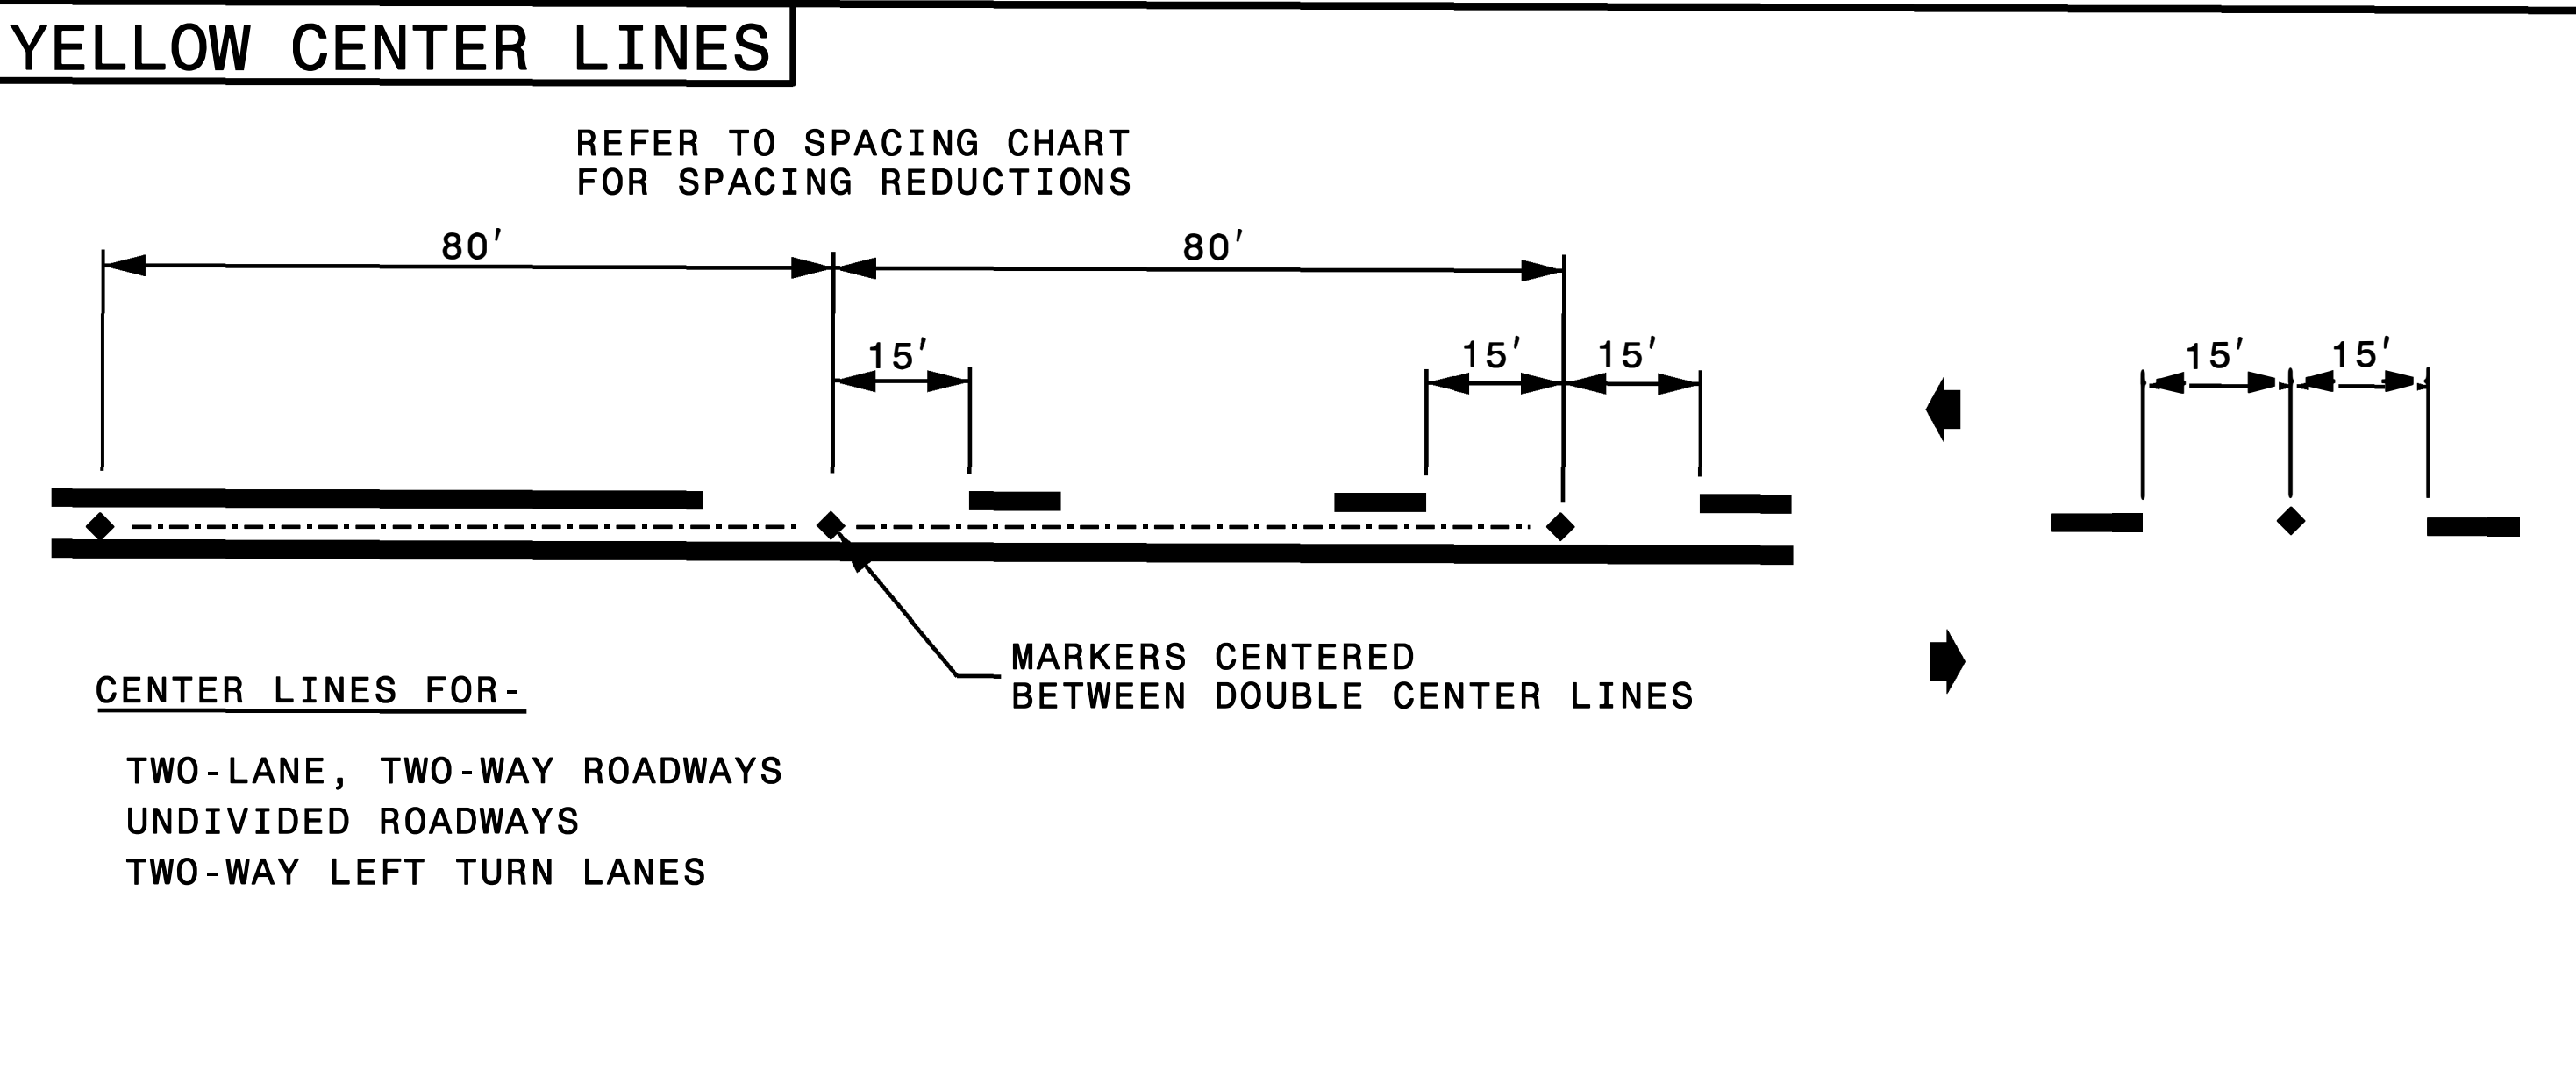 YELLOW CENTER LINES
REFER TO SPACING CHART
FOR SPACING REDUCTIONS
80'
80'
15'
15'
15'
15'
15'
MARKERS CENTERED
BETWEEN DOUBLE CENTER LINES
CENTER LINES FOR-
TWO-LANE, TWO-WAY ROADWAYS
UNDIVIDED ROADWAYS
TWO-WAY LEFT TURN LANES